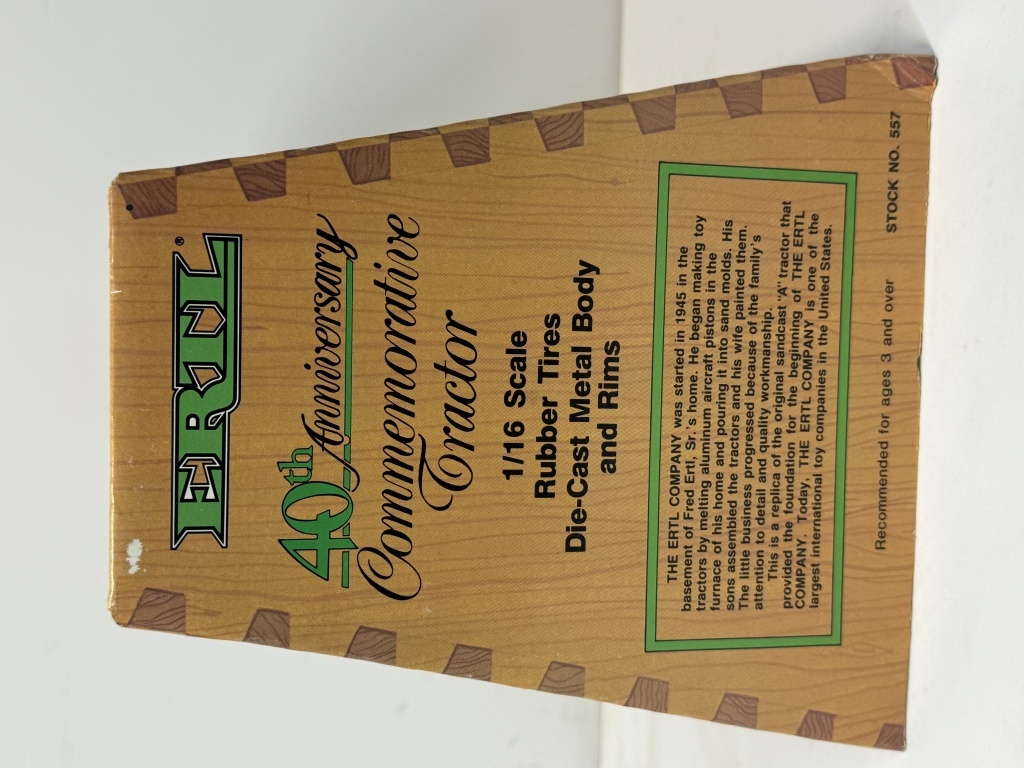 ERTL®
40th Anniversary
Commemorative
Tractor
1/16 Scale
Rubber Tires
Die-Cast Metal Body
and Rims
THE ERTL COMPANY was started in 1945 in the
basement of Fred Ertl, Sr.'s home. He began making toy
tractors by melting aluminum aircraft pistons in the
furnace of his home and pouring it into sand molds. His
sons assembled the tractors and his wife painted them.
The little business progressed because of the family's
attention to detail and quality workmanship.
This is a replica of the original sandcast "A" tractor that
provided the foundation for the beginning of THE ERTL
COMPANY. Today, THE ERTL COMPANY is one of the
largest international toy companies in the United States.
Recommended for ages 3 and over
STOCK NO. 557